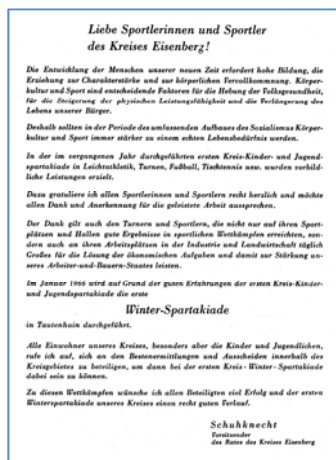 Liebe Sportlerinnen und Sportler
des Kreises Eisenberg!
Die Entwicklung der Menschen unserer neuen Zeit erfordert hohe Bildung, die
Erziehung zur Charakterstärke und zur körperlichen Vervollkommnung. Körper-
kultur und Sport sind entscheidende Faktoren für die Hebung der Volksgesundheit,
für die Steigerung der physischen Leistungsfähigkeit und die Verlängerung des
Lebens unserer Bürger.
Deshalb sollten in der Periode des umfassenden Aufbaues des Sozialismus Körper-
kultur und Sport immer stärker zu einem echten Lebensbedürfnis werden.
In der im vergangenen Jahr durchgeführten ersten Kreis-Kinder- und Jugend-
spartakiade in Leichtathletik, Turnen, Fußball, Tischtennis usw. wurden vorbild-
liche Leistungen erzielt.
Dazu gratuliere ich allen Sportlerinnen und Sportlern recht herzlich und möchte
allen Dank und Anerkennung für die geleistete Arbeit aussprechen.
Der Dank gilt auch den Turnern und Sportlern, die nicht nur auf ihren Sport-
plätzen und Hallen gute Ergebnisse in sportlichen Wettkämpfen erreichten, son-
dern auch an ihren Arbeitsplätzen in der Industrie und Landwirtschaft täglich
Großes für die Lösung der ökonomischen Aufgaben und damit zur Stärkung un-
seres Arbeiter-und-Bauern-Staates leisten.
Im Januar 1966 wird auf Grund der guten Erfahrungen der ersten Kreis-Kinder-
und Jugendspartakiade die erste
Winter-Spartakiade
in Tautenhain durchgeführt.
Alle Einwohner unseres Kreises, besonders aber die Kinder und Jugendlichen,
rufe ich auf, sich an den Bestenermittlungen und Ausscheiden innerhalb des
Kreisgebietes zu beteiligen, um dann bei der ersten Kreis-Winter-Spartakiade
dabei sein zu können.
Zu diesen Wettkämpfen wünsche ich allen Beteiligten viel Erfolg und der ersten
Winterspartakiade unseres Kreises einen recht guten Verlauf.
Schuhknecht
Vorsitzender
des Rates des Kreises Eisenberg